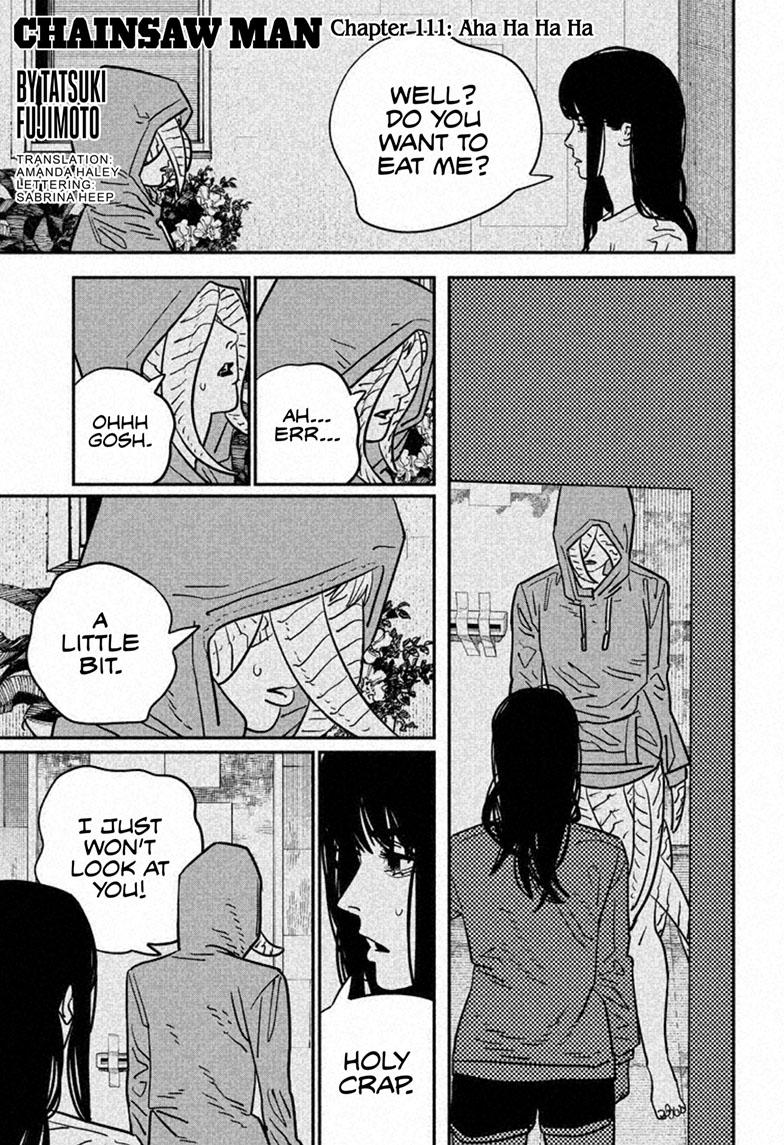 CHAINSAW MAN
Chapter 111: Aha Ha Ha Ha
BY TATSUKI
FUJIMOTO
TRANSLATION:
AMANDA HALEY
LETTERING:
SABRINA HEEP
WELL?
DO YOU
WANT TO
EAT ME?
AH...
ERR...
OHHH
GOSH.
A
LITTLE
BIT.
HOLY
CRAP.
I JUST
WON'T
LOOK AT
YOU!